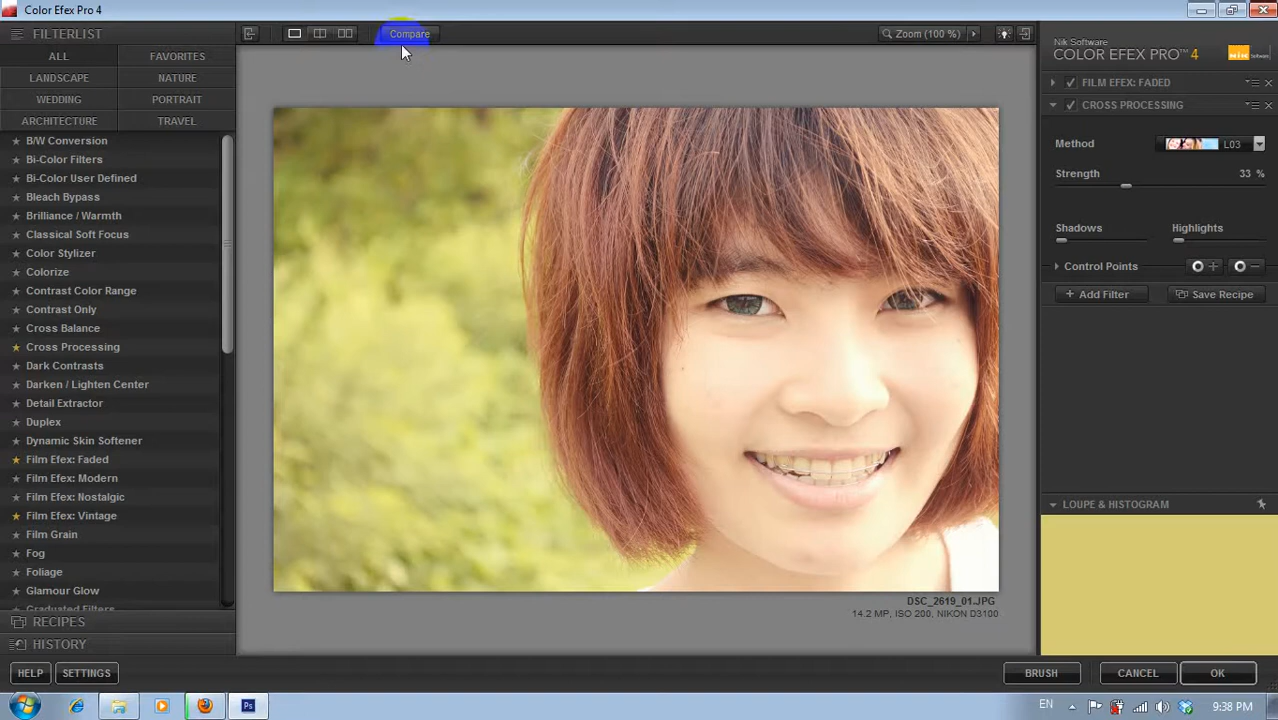 Color Efex Pro 4
FILTERLIST
ALL FAVORITES
LANDSCAPE NATURE
WEDDING PORTRAIT
ARCHITECTURE TRAVEL
B/W Conversion
Bi-Color Filters
Bi-Color User Defined
Bleach Bypass
Brilliance / Warmth
Classical Soft Focus
Color Stylizer
Colorize
Contrast Color Range
Contrast Only
Cross Balance
Cross Processing
Dark Contrasts
Darken / Lighten Center
Detail Extractor
Duplex
Dynamic Skin Softener
Film Efex: Faded
Film Efex: Modern
Film Efex: Nostalgic
Film Efex: Vintage
Film Grain
Fog
Foliage
Glamour Glow
Graduated Filters
RECIPES
HISTORY
HELP SETTINGS
Compare
Zoom (100 %)
DSC_2619_01.JPG
14.2 MP, ISO 200, NIKON D3100
Nik Software
COLOR EFEX PRO™ 4
Nik Software
FILM EFEX: FADED
CROSS PROCESSING
Method L03
Strength 33 %
Shadows Highlights
Control Points
+ Add Filter Save Recipe
LOUPE & HISTOGRAM
BRUSH CANCEL OK
Ps
EN 9:38 PM